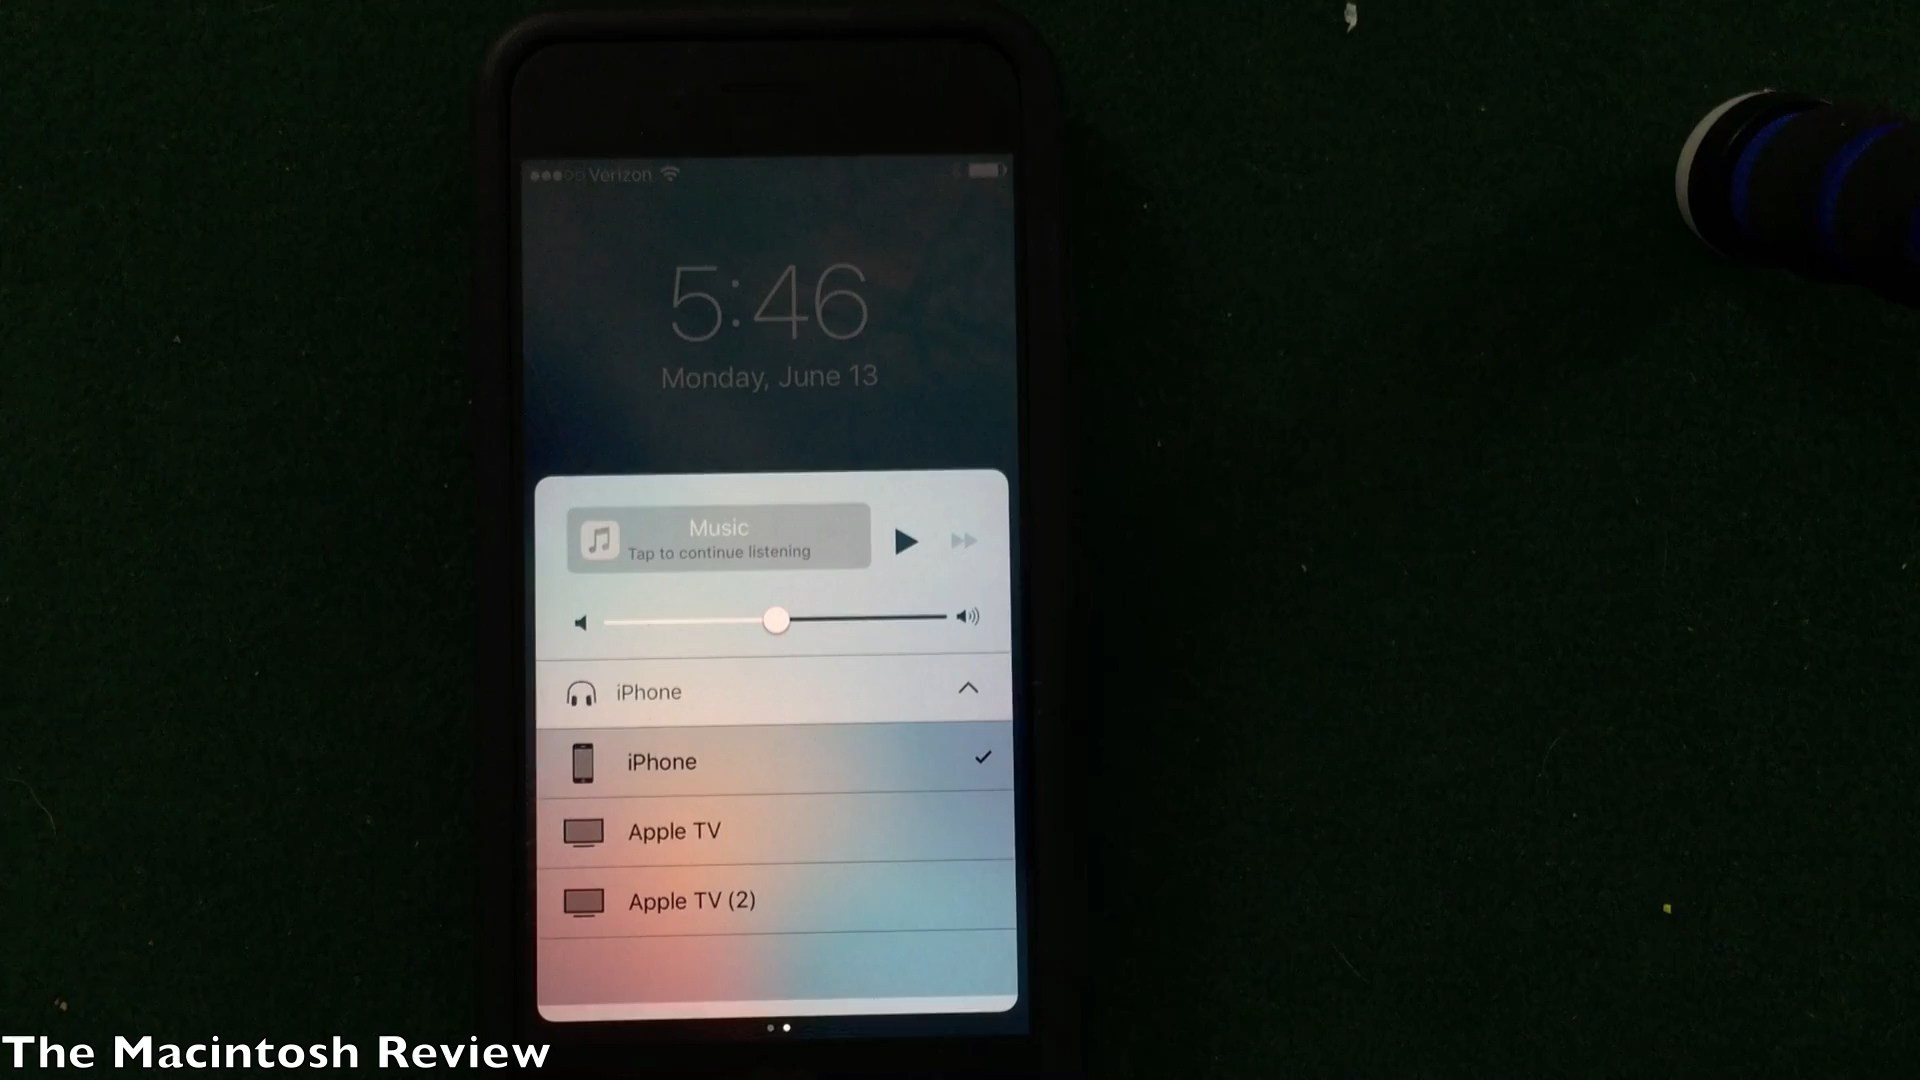 Verizon
5:46
Monday, June 13
Music
Tap to continue listening
iPhone
iPhone
Apple TV
Apple TV (2)
The Macintosh Review